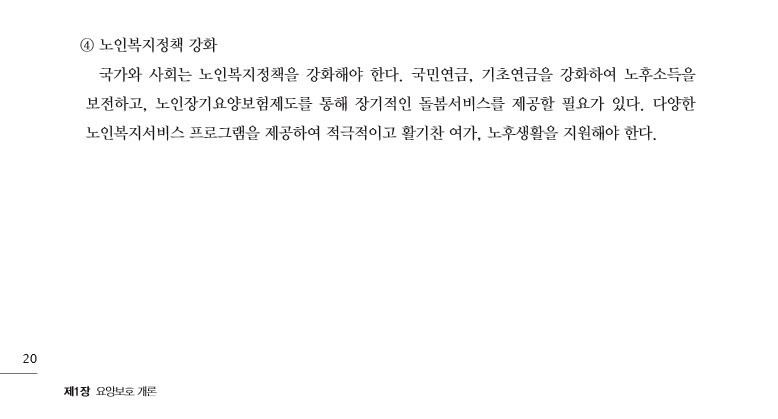 ④ 노인복지정책 강화
국가와 사회는 노인복지정책을 강화해야 한다. 국민연금, 기초연금을 강화하여 노후소득을
보전하고, 노인장기요양보험제도를 통해 장기적인 돌봄서비스를 제공할 필요가 있다. 다양한
노인복지서비스 프로그램을 제공하여 적극적이고 활기찬 여가, 노후생활을 지원해야 한다.
20
제1장 요양보호 개론